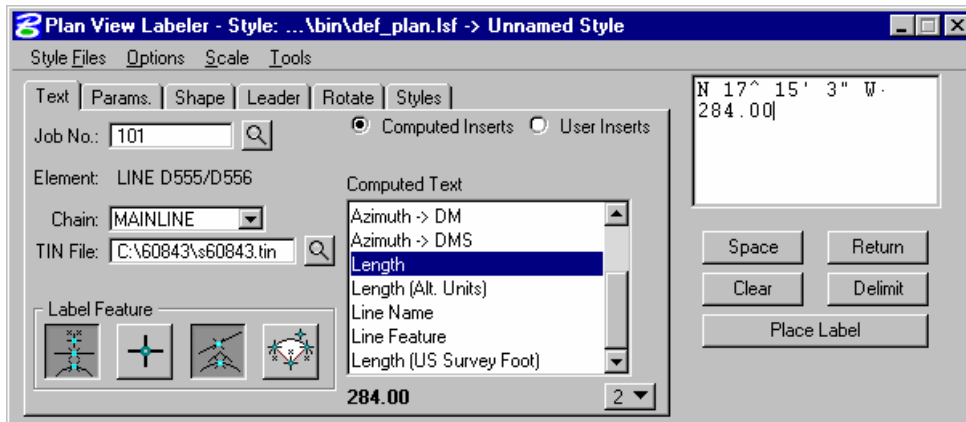 Plan View Labeler - Style: ...\bin\def_plan.lsf -> Unnamed Style
Style Files Options Scale Tools
Text Params. Shape Leader Rotate Styles
Job No.: 101
Computed Inserts User Inserts
Element: LINE D555/D556
Chain: MAINLINE
TIN File: C:\60843\s60843.tin
Label Feature
Computed Text
Azimuth -> DM
Azimuth -> DMS
Length
Length (Alt. Units)
Line Name
Line Feature
Length (US Survey Foot)
284.00 2
N 17^ 15' 3" W.
284.00
Space Return
Clear Delimit
Place Label